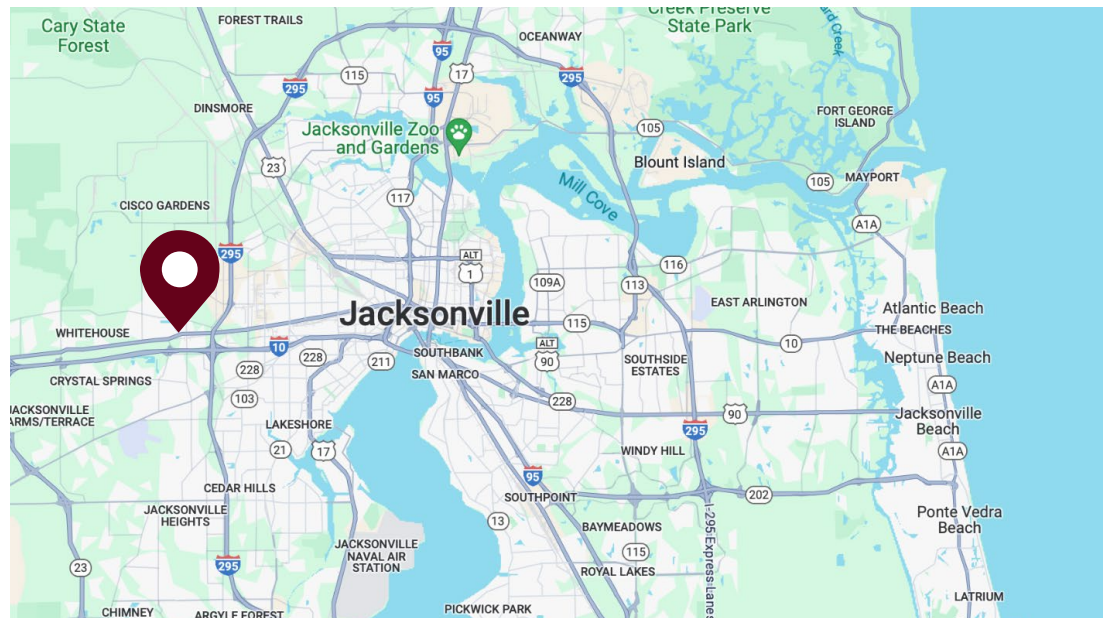 Cary State
Forest
FOREST TRAILS
95
OCEANWAY
Creek Preserve
State Park
115
17
295
295
95
DINSMORE
FORT GEORGE
ISLAND
Jacksonville Zoo
and Gardens
105
Blount Island
23
Mill Cove
105
MAYPORT
117
CISCO GARDENS
A1A
295
ALT
1
116
109A
113
EAST ARLINGTON
Jacksonville
Atlantic Beach
WHITEHOUSE
115
THE BEACHES
10
10
ALT
90
SOUTHBANK
228
211
SOUTHSIDE
ESTATES
Neptune Beach
228
SAN MARCO
CRYSTAL SPRINGS
A1A
103
228
JACKSONVILLE
ARMS/TERRACE
90
Jacksonville
Beach
LAKESHORE
295
21
17
WINDY HILL
A1A
95
CEDAR HILLS
SOUTHPOINT
202
JACKSONVILLE
HEIGHTS
13
Ponte Vedra
Beach
BAYMEADOWS
I-295 Express Lanes
JACKSONVILLE
NAVAL AIR
STATION
115
23
295
ROYAL LAKES
LATRIUM
CHIMNEY
ARGYLE FOREST
PICKWICK PARK